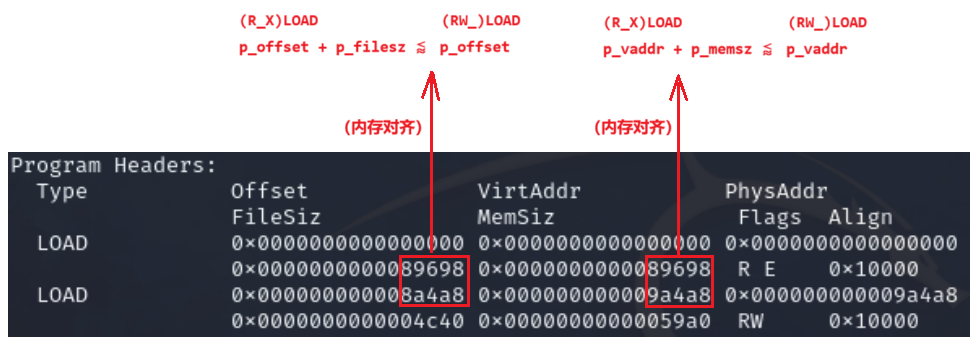 (R_X)LOAD (RW_)LOAD (R_X)LOAD (RW_)LOAD
p_offset + p_filesz ≦ p_offset p_vaddr + p_memsz ≦ p_vaddr
(内存对齐) (内存对齐)
Program Headers:
Type Offset VirtAddr PhysAddr
FileSiz MemSiz Flags Align
LOAD 0×0000000000000000 0×0000000000000000 0×0000000000000000
0×0000000000089698 0×0000000000089698 R E 0×10000
LOAD 0×000000000008a4a8 0×000000000009a4a8 0×000000000009a4a8
0×0000000000004c40 0×00000000000059a0 RW 0×10000